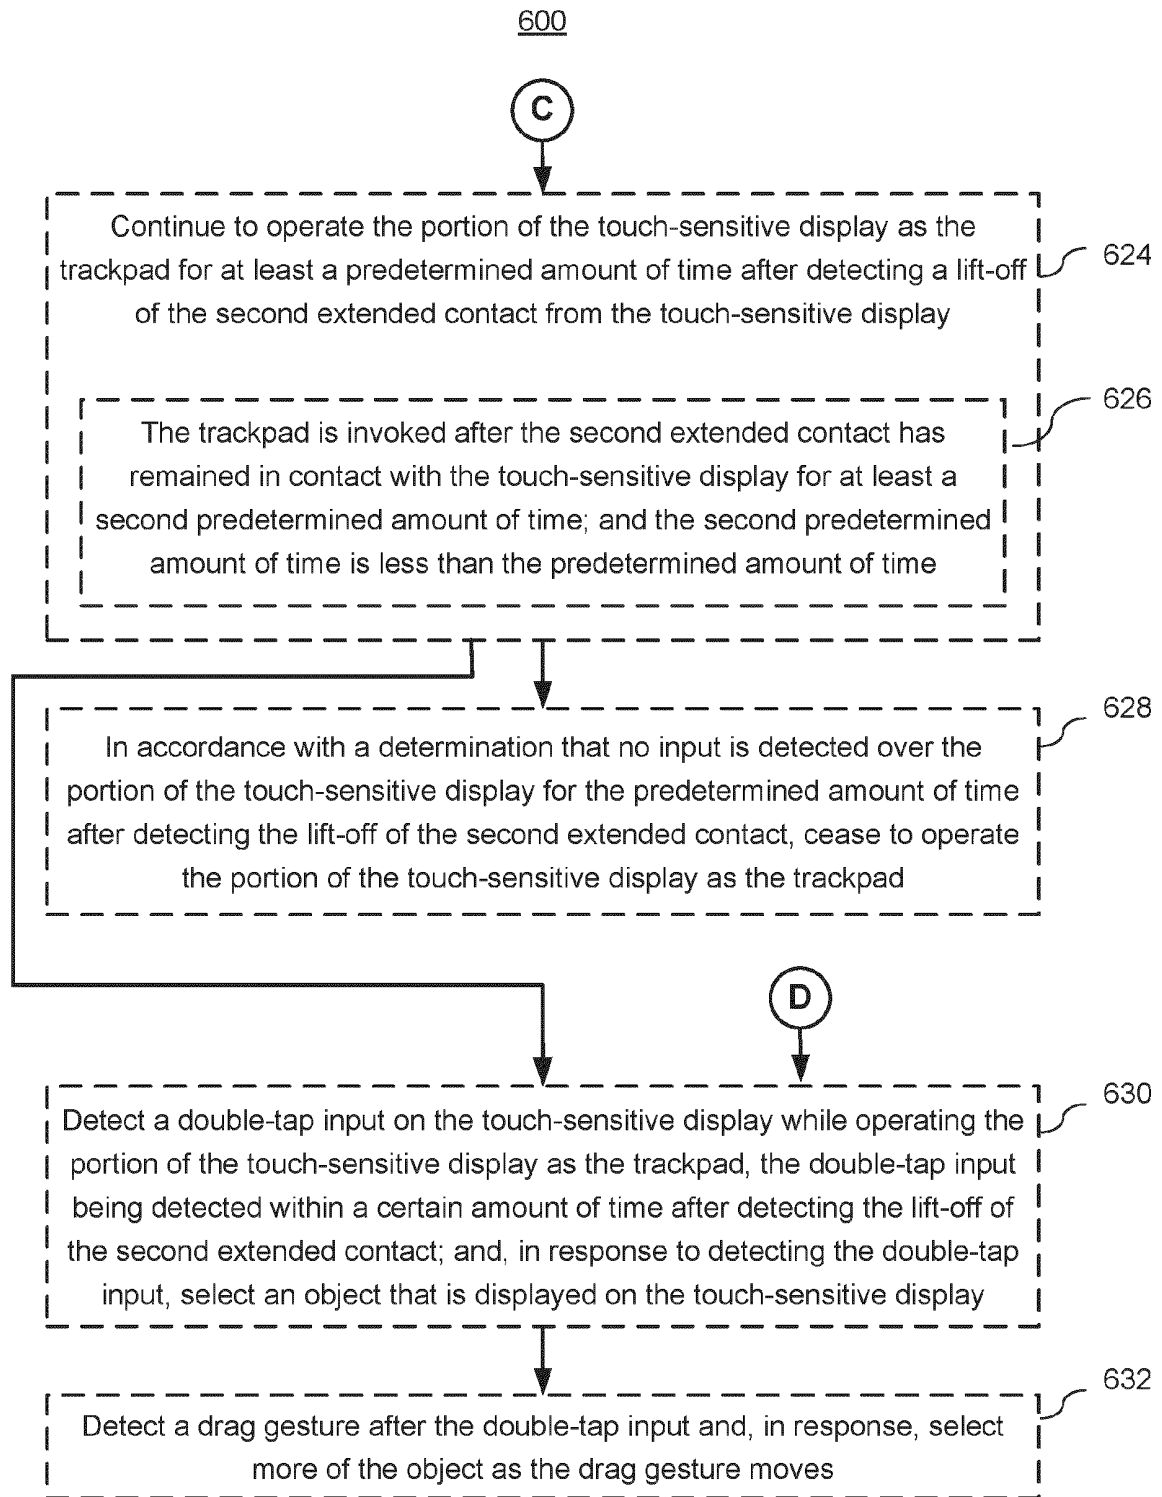 600
C
Continue to operate the portion of the touch-sensitive display as the
trackpad for at least a predetermined amount of time after detecting a lift-off
of the second extended contact from the touch-sensitive display
624
626
The trackpad is invoked after the second extended contact has
remained in contact with the touch-sensitive display for at least a
second predetermined amount of time; and the second predetermined
amount of time is less than the predetermined amount of time
628
In accordance with a determination that no input is detected over the
portion of the touch-sensitive display for the predetermined amount of time
after detecting the lift-off of the second extended contact, cease to operate
the portion of the touch-sensitive display as the trackpad
D
630
Detect a double-tap input on the touch-sensitive display while operating the
portion of the touch-sensitive display as the trackpad, the double-tap input
being detected within a certain amount of time after detecting the lift-off of
the second extended contact; and, in response to detecting the double-tap
input, select an object that is displayed on the touch-sensitive display
632
Detect a drag gesture after the double-tap input and, in response, select
more of the object as the drag gesture moves